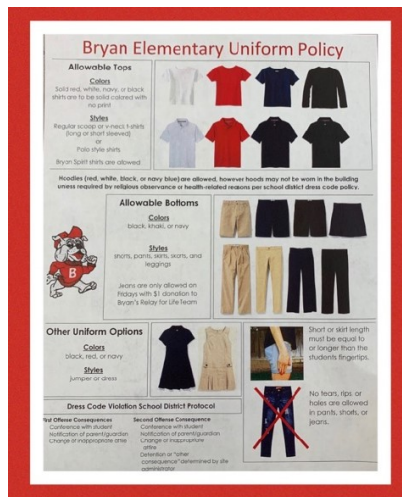 Bryan Elementary Uniform Policy
Allowable Tops
Colors
Solid red, white, navy, or black
shirts are to be solid colored with
no print
Styles
Regular scoop or v-neck t-shirts
(long or short sleeved)
or
Polo style shirts
Bryan Spirit shirts are allowed
Hoodies (red, white, black, or navy blue) are allowed, however hoods may not be worn in the building
unless required by religious observance or health-related reasons per school district dress code policy.
Allowable Bottoms
Colors
black, khaki, or navy
Styles
shorts, pants, skirts, skorts, and
leggings
Jeans are only allowed on
Fridays with $1 donation to
Bryan's Relay for Life Team
B
Other Uniform Options
Colors
black, red, or navy
Styles
jumper or dress
Short or skirt length
must be equal to
or longer than the
students fingertips.
No tears, rips, or
holes are allowed
in pants, shorts, or
jeans.
Dress Code Violation School District Protocol
First Offense Consequences
Conference with student
Notification of parent/guardian
Change of inappropriate attire
Second Offense Consequence
Conference with student
Notification of parent/guardian
Change of inappropriate
attire
Detention or "other
consequence" determined by site
administrator